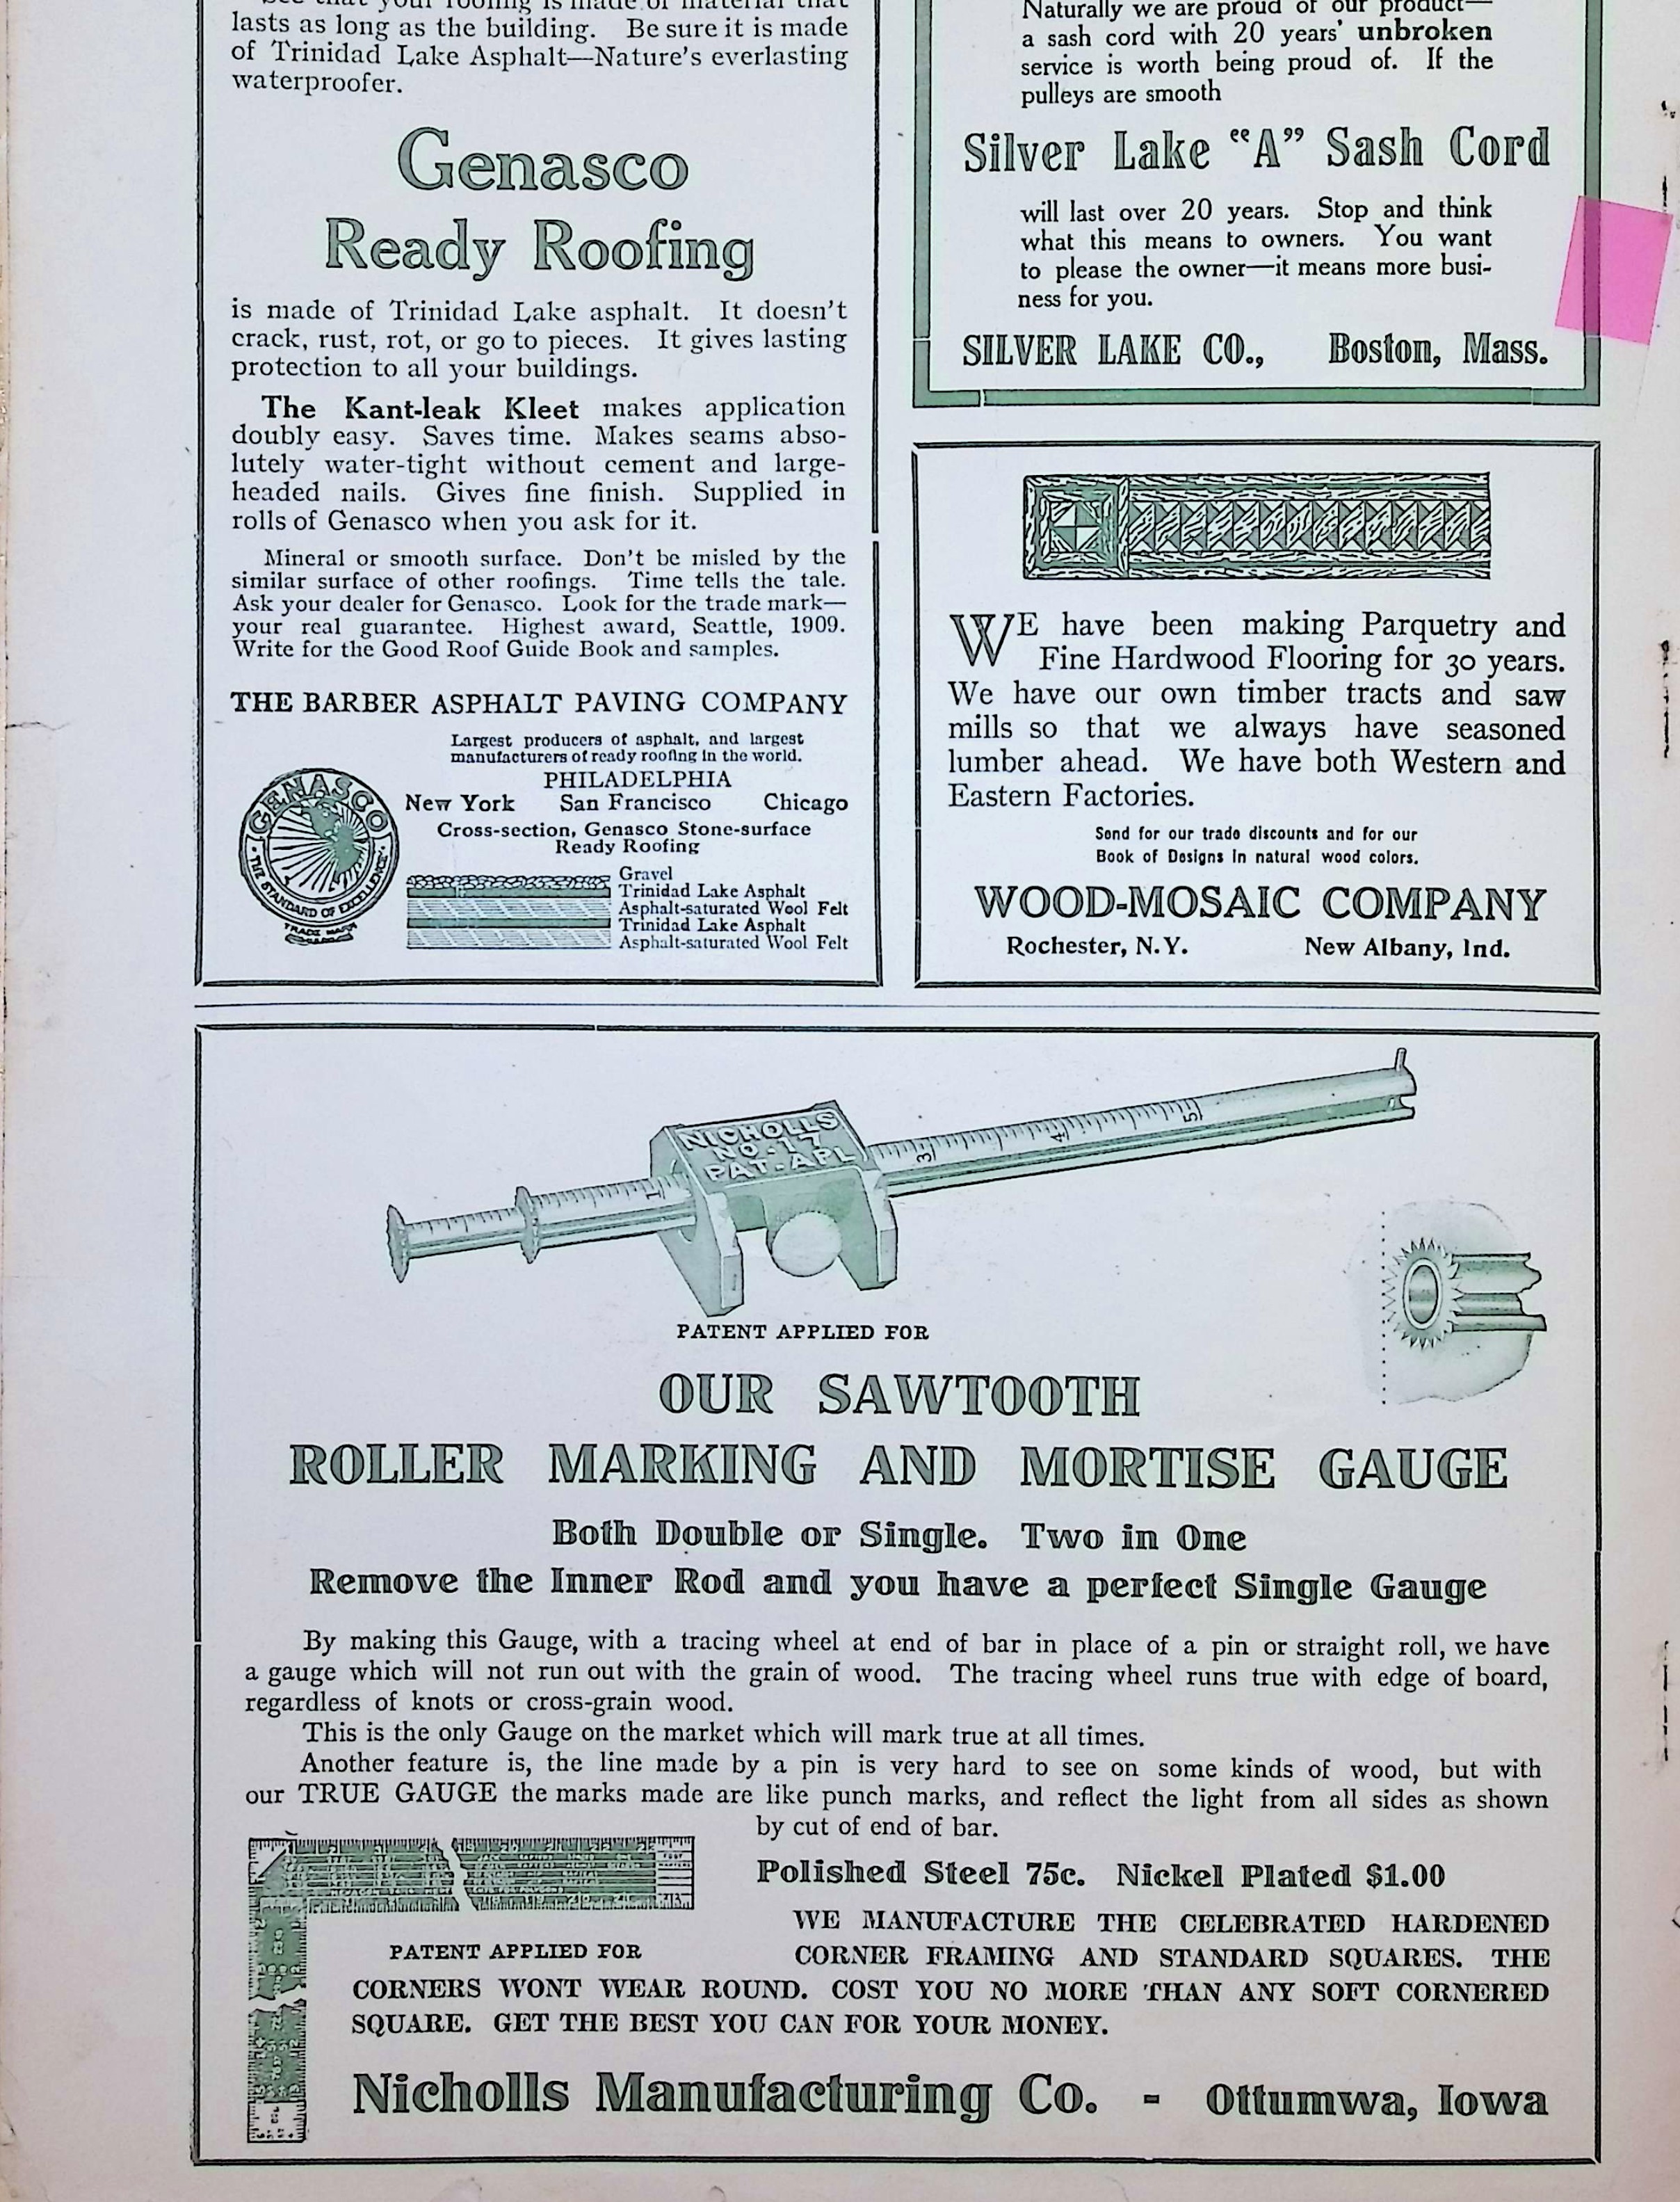 lasts as long as the building. Be sure it is made
of Trinidad Lake Asphalt—Nature's everlasting
waterproofer.
Genasco
Ready Roofing
is made of Trinidad Lake asphalt. It doesn't
crack, rust, rot, or go to pieces. It gives lasting
protection to all your buildings.
The Kant-leak Kleet makes application
doubly easy. Saves time. Makes seams abso-
lutely water-tight without cement and large-
headed nails. Gives fine finish. Supplied in
rolls of Genasco when you ask for it.
Mineral or smooth surface. Don't be misled by the
similar surface of other roofings. Time tells the tale.
Ask your dealer for Genasco. Look for the trade mark—
your real guarantee. Highest award, Seattle, 1909.
Write for the Good Roof Guide Book and samples.
THE BARBER ASPHALT PAVING COMPANY
Largest producers of asphalt, and largest
manufacturers of ready roofing in the world.
PHILADELPHIA
New York San Francisco Chicago
Cross-section, Genasco Stone-surface
Ready Roofing
GENASCO
THE STANDARD OF EXCELLENCE
TRADE MARK
Gravel
Trinidad Lake Asphalt
Asphalt-saturated Wool Felt
Trinidad Lake Asphalt
Asphalt-saturated Wool Felt
Naturally we are proud of our product—
a sash cord with 20 years' unbroken
service is worth being proud of. If the
pulleys are smooth
Silver Lake "A" Sash Cord
will last over 20 years. Stop and think
what this means to owners. You want
to please the owner—it means more busi-
ness for you.
SILVER LAKE CO., Boston, Mass.
WE have been making Parquetry and
Fine Hardwood Flooring for 30 years.
We have our own timber tracts and saw
mills so that we always have seasoned
lumber ahead. We have both Western and
Eastern Factories.
Send for our trade discounts and for our
Book of Designs in natural wood colors.
WOOD-MOSAIC COMPANY
Rochester, N.Y. New Albany, Ind.
NICHOLLS
NO. 17
PAT. APL
1 3 4 5
PATENT APPLIED FOR
OUR SAWTOOTH
ROLLER MARKING AND MORTISE GAUGE
Both Double or Single. Two in One
Remove the Inner Rod and you have a perfect Single Gauge
By making this Gauge, with a tracing wheel at end of bar in place of a pin or straight roll, we have
a gauge which will not run out with the grain of wood. The tracing wheel runs true with edge of board,
regardless of knots or cross-grain wood.
This is the only Gauge on the market which will mark true at all times.
Another feature is, the line made by a pin is very hard to see on some kinds of wood, but with
our TRUE GAUGE the marks made are like punch marks, and reflect the light from all sides as shown
by cut of end of bar.
Polished Steel 75c. Nickel Plated $1.00
PATENT APPLIED FOR
WE MANUFACTURE THE CELEBRATED HARDENED
CORNER FRAMING AND STANDARD SQUARES. THE
CORNERS WONT WEAR ROUND. COST YOU NO MORE THAN ANY SOFT CORNERED
SQUARE. GET THE BEST YOU CAN FOR YOUR MONEY.
Nicholls Manufacturing Co. - Ottumwa, Iowa